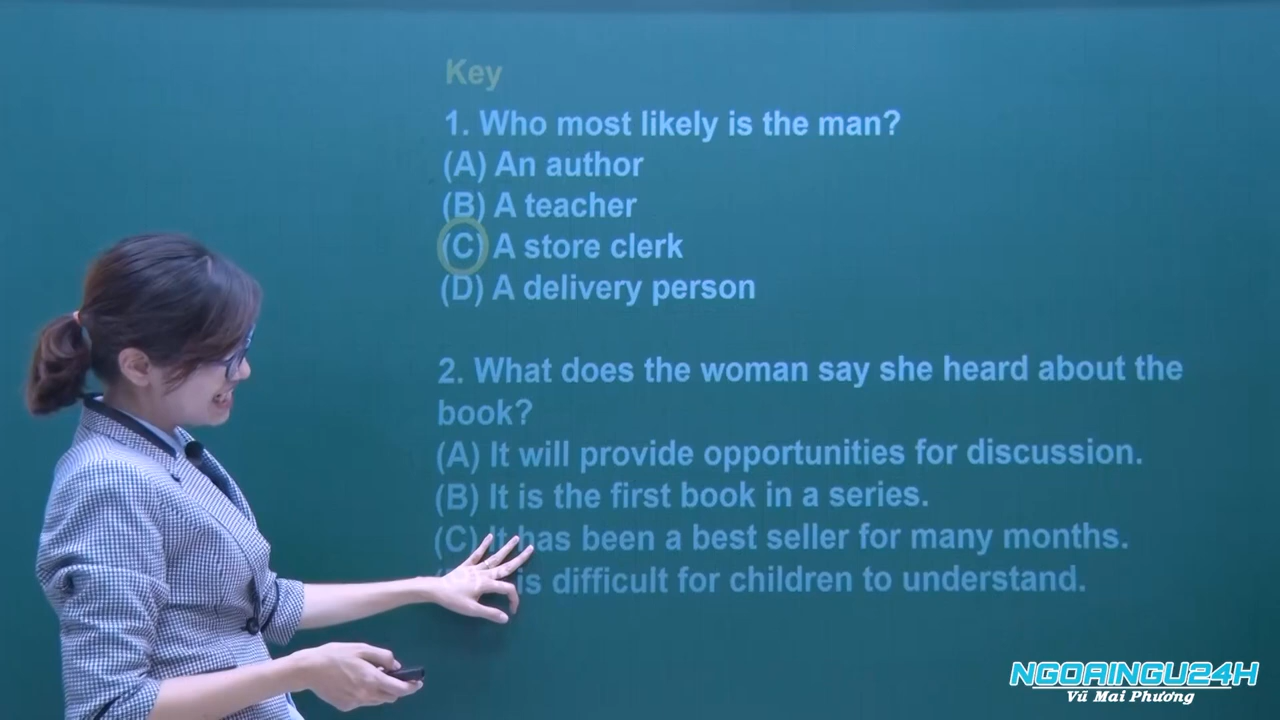 Key
1. Who most likely is the man?
(A) An author
(B) A teacher
(C) A store clerk
(D) A delivery person
2. What does the woman say she heard about the
book?
(A) It will provide opportunities for discussion.
(B) It is the first book in a series.
(C) It has been a best seller for many months.
is difficult for children to understand.
NGOAINGU24H
Vũ Mai Phương